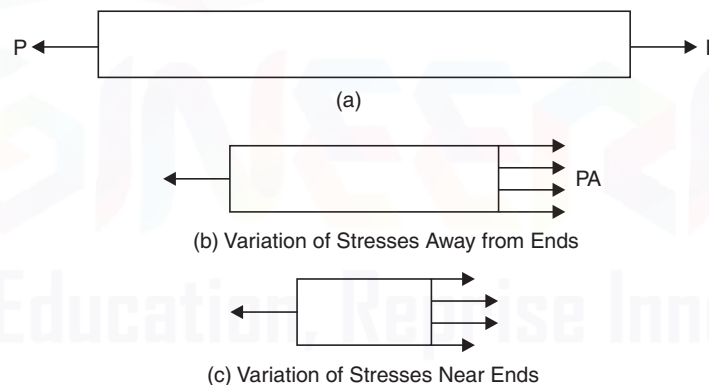 P
(a)
PA
(b) Variation of Stresses Away from Ends
(c) Variation of Stresses Near Ends